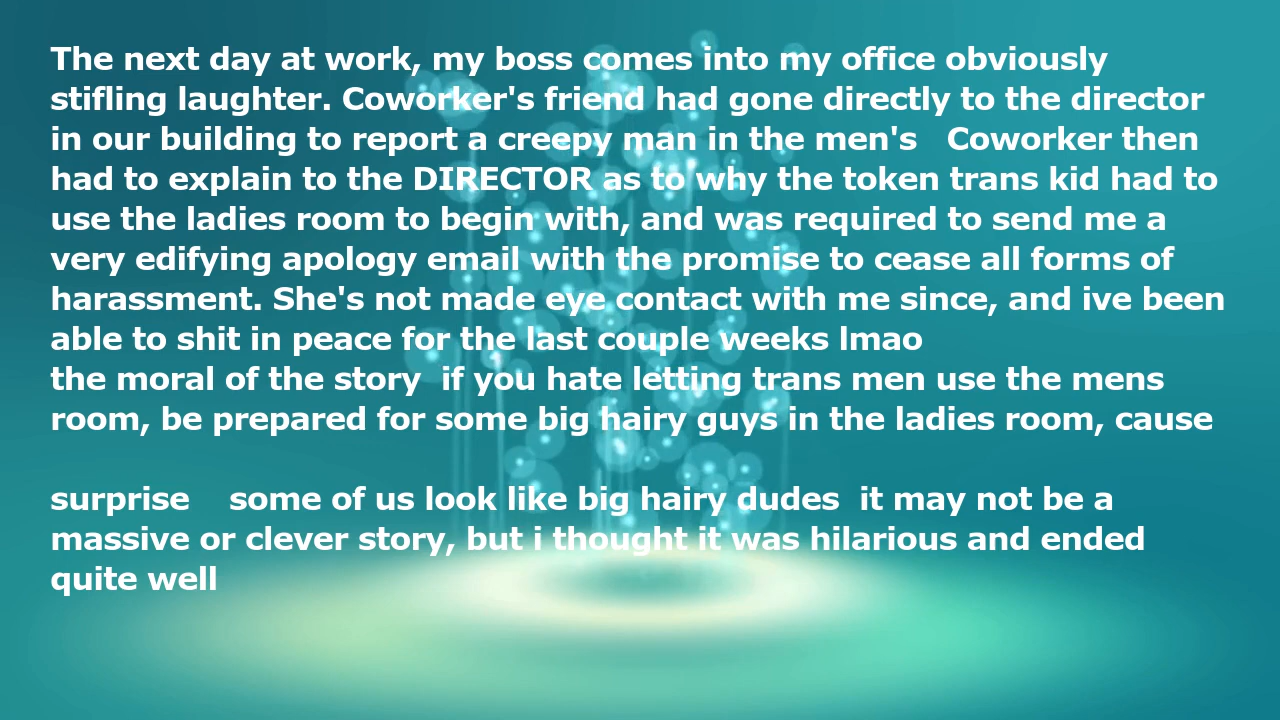 The next day at work, my boss comes into my office obviously
stifling laughter. Coworker's friend had gone directly to the director
in our building to report a creepy man in the men's   Coworker then
had to explain to the DIRECTOR as to why the token trans kid had to
use the ladies room to begin with, and was required to send me a
very edifying apology email with the promise to cease all forms of
harassment. She's not made eye contact with me since, and ive been
able to shit in peace for the last couple weeks lmao
the moral of the story  if you hate letting trans men use the mens
room, be prepared for some big hairy guys in the ladies room, cause
surprise    some of us look like big hairy dudes  it may not be a
massive or clever story, but i thought it was hilarious and ended
quite well